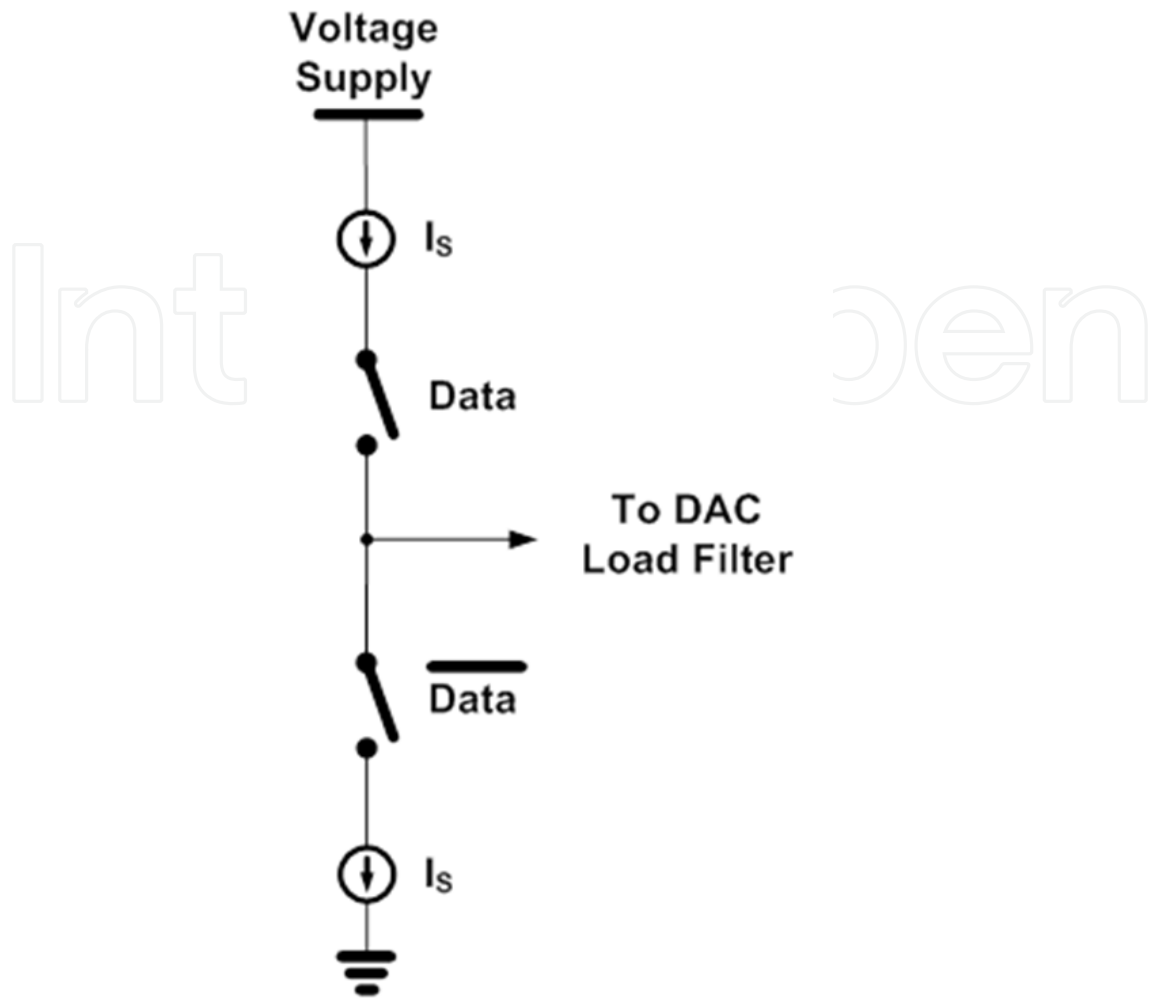 Voltage
Supply
IS
Data
To DAC
Load Filter
Data
IS